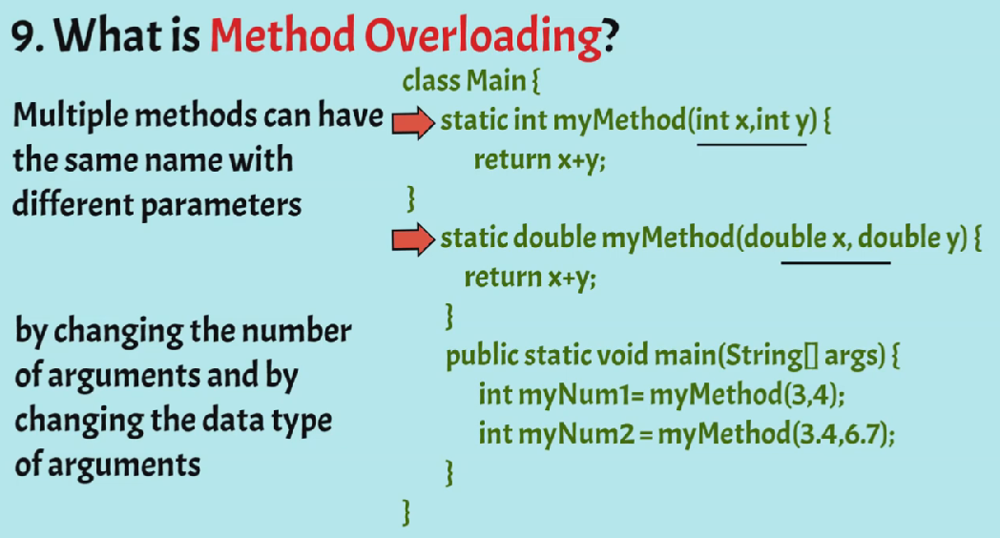 9. What is Method Overloading?
Multiple methods can have
the same name with
different parameters
by changing the number
of arguments and by
changing the data type
of arguments
class Main {
static int myMethod(int x,int y) {
return x+y;
}
static double myMethod(double x, double y) {
return x+y;
}
public static void main(String[] args) {
int myNum1= myMethod(3,4);
int myNum2 = myMethod(3.4,6.7);
}
}